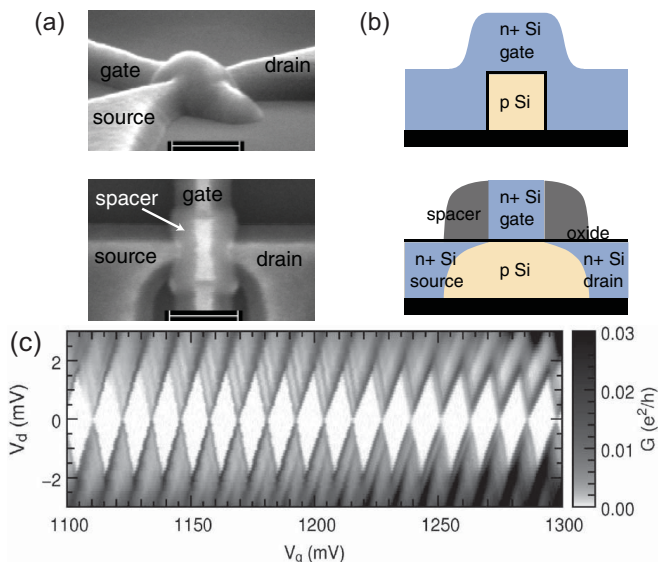 (a)
gate
drain
source
spacer
gate
source
drain
(b)
n+ Si
gate
p Si
spacer
n+ Si
gate
oxide
n+ Si
source
p Si
n+ Si
drain
(c)
V_d (mV)
2
0
−2
1100
1150
1200
1250
1300
V_g (mV)
0.03
0.02
0.01
0.00
G (e²/h)